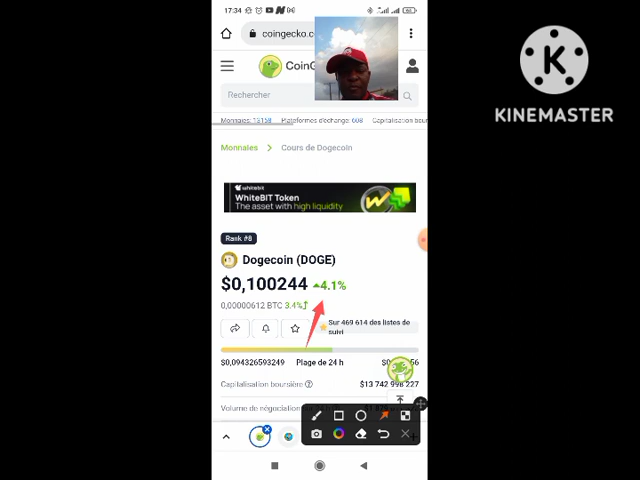 17:34
coingecko.c
KINEMASTER
CoinG
Rechercher
Monnaies: 13158 Plateformes d'échange: 608 Capitalisation bour
Monnaies > Cours de Dogecoin
whitebit
WhiteBIT Token
The asset with high liquidity
Rank #8
Dogecoin (DOGE)
$0,100244 4.1%
0,00000612 BTC 3.4%
Sur 469 614 des listes de
suivi
$0,094326593249 Plage de 24 h
Capitalisation boursière $13 742 996 227
Volume de négociation